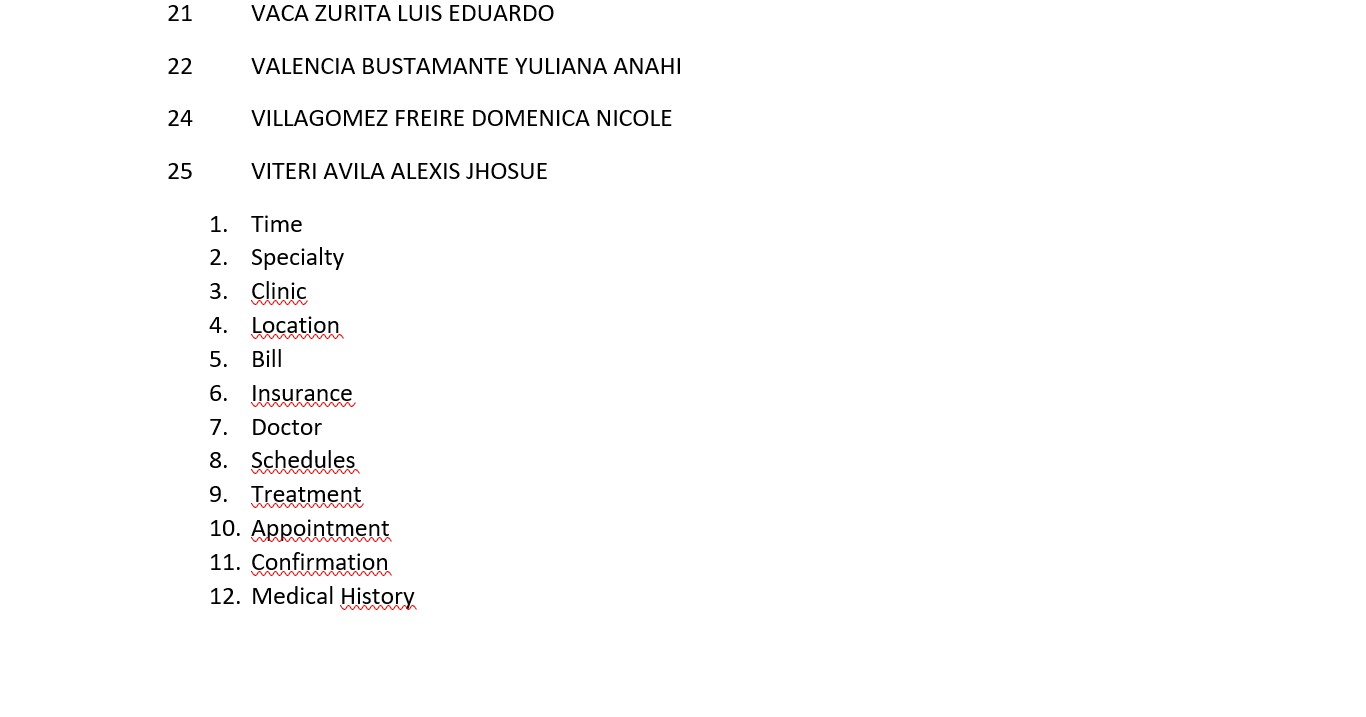 21 VACA ZURITA LUIS EDUARDO
22 VALENCIA BUSTAMANTE YULIANA ANAHI
24 VILLAGOMEZ FREIRE DOMENICA NICOLE
25 VITERI AVILA ALEXIS JHOSUE
1. Time
2. Specialty
3. Clinic
4. Location
5. Bill
6. Insurance
7. Doctor
8. Schedules
9. Treatment
10. Appointment
11. Confirmation
12. Medical History